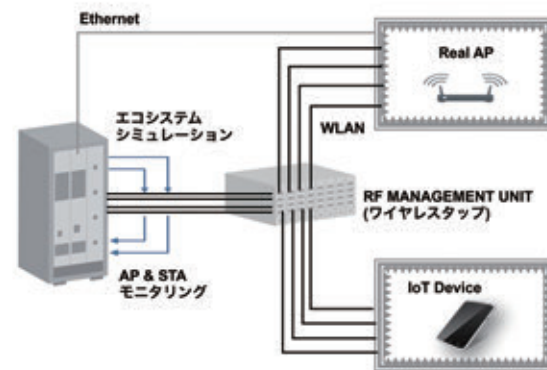 Ethernet
Real AP
エコシステム
シミュレーション
WLAN
RF MANAGEMENT UNIT
(ワイヤレスタップ)
AP & STA
モニタリング
IoT Device